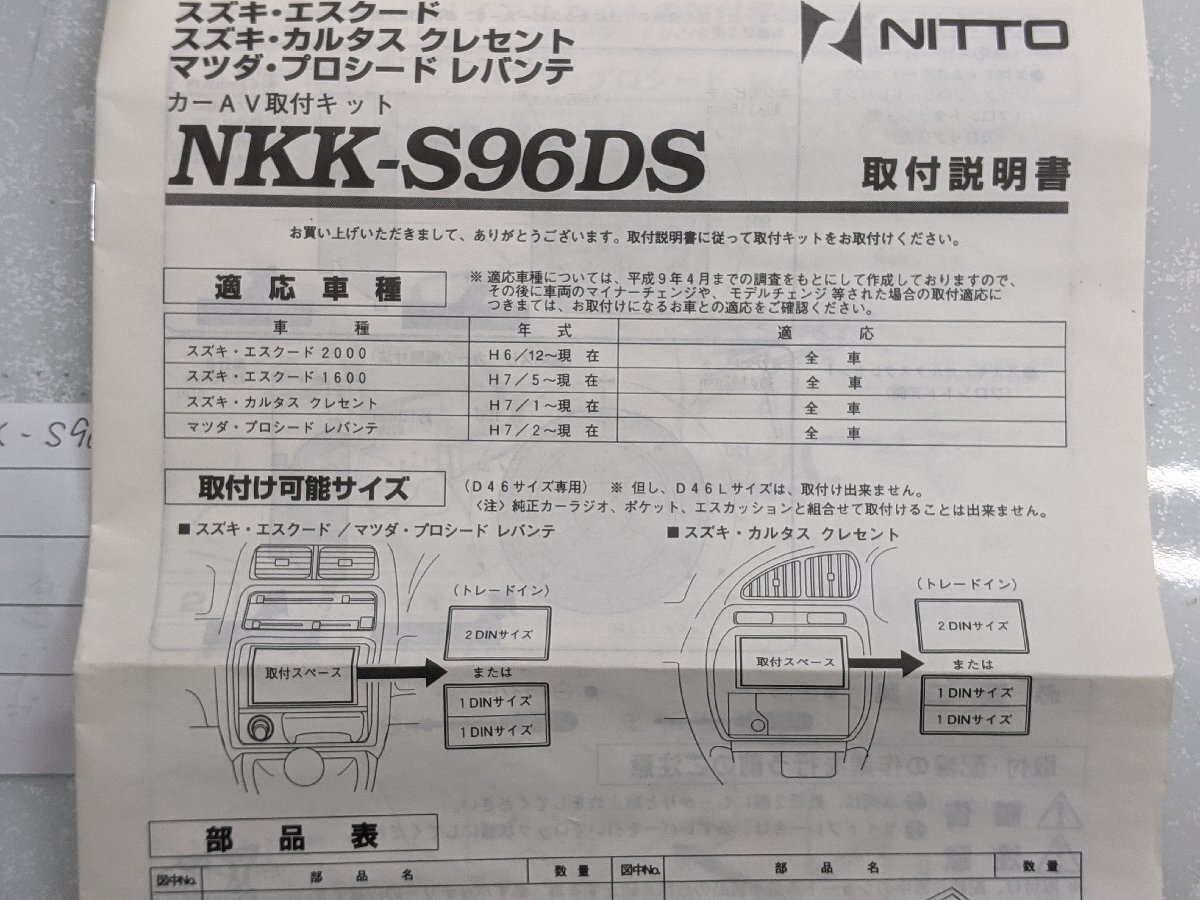 スズキ・エスクード
スズキ・カルタス クレセント
マツダ・プロシード レバンテ
カーＡＶ取付キット
NKK-S96DS
NITTO
取付説明書
お買い上げいただきまして、ありがとうございます。取付説明書に従って取付キットをお取付けください。
適応車種
※ 適応車種については、平成９年４月までの調査をもとにして作成しておりますので、
その後に車両のマイナーチェンジや、モデルチェンジ等された場合の取付適応に
つきましては、お取付けになるお車との適応をご確認ください。
車種 年式 適応
スズキ・エスクード 2000 H6/12〜現在 全車
スズキ・エスクード 1600 H7/5〜現在 全車
スズキ・カルタス クレセント H7/1〜現在 全車
マツダ・プロシード レバンテ H7/2〜現在 全車
取付け可能サイズ
（Ｄ４６サイズ専用） ※ 但し、Ｄ４６Ｌサイズは、取付け出来ません。
〈注〉純正カーラジオ、ポケット、エスカッションと組合せて取付けることは出来ません。
■ スズキ・エスクード／マツダ・プロシード レバンテ
（トレードイン）
2DINサイズ
取付スペース
または
1DINサイズ
1DINサイズ
■ スズキ・カルタス クレセント
（トレードイン）
2DINサイズ
取付スペース
または
1DINサイズ
1DINサイズ
部品表
図中No. 部品名 数量 図中No. 部品名 数量